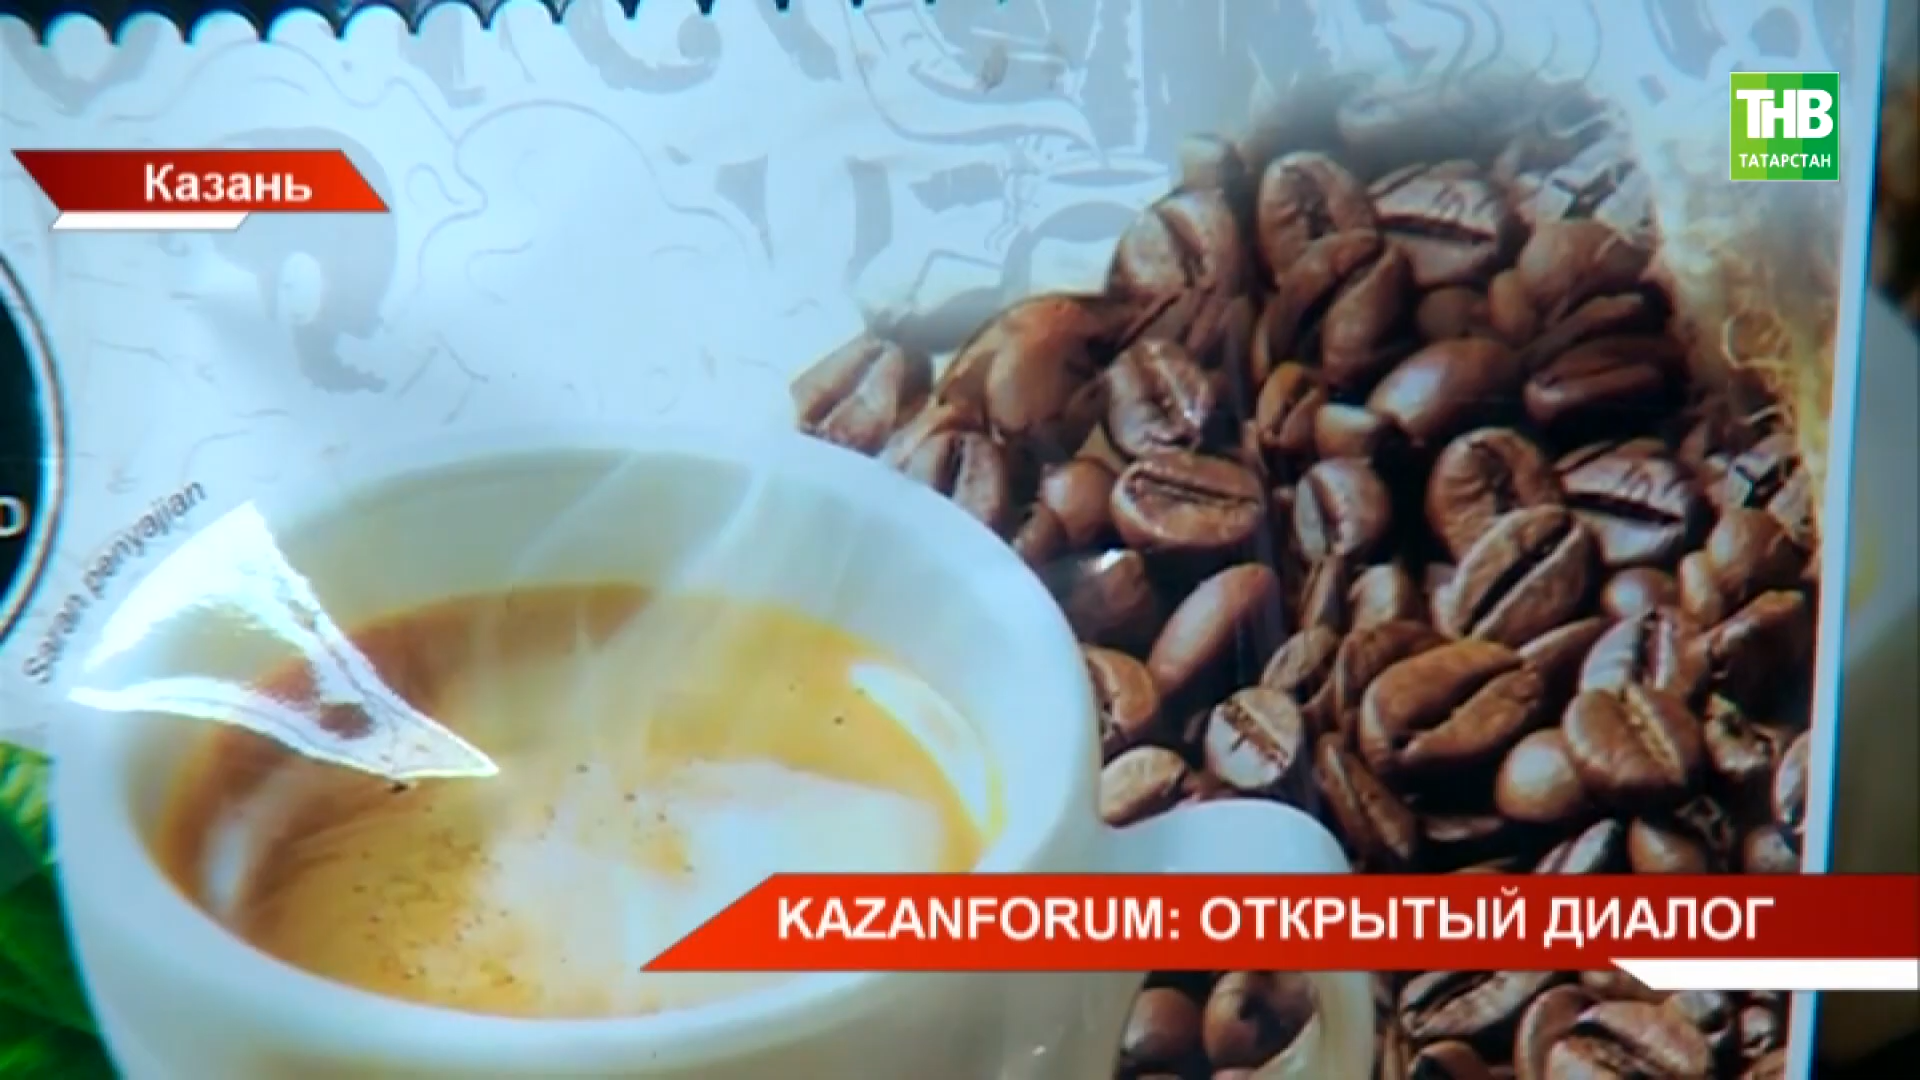 ТНВ
ТАТАРСТАН
Казань
Saran penyajian
KAZANFORUM: ОТКРЫТЫЙ ДИАЛОГ